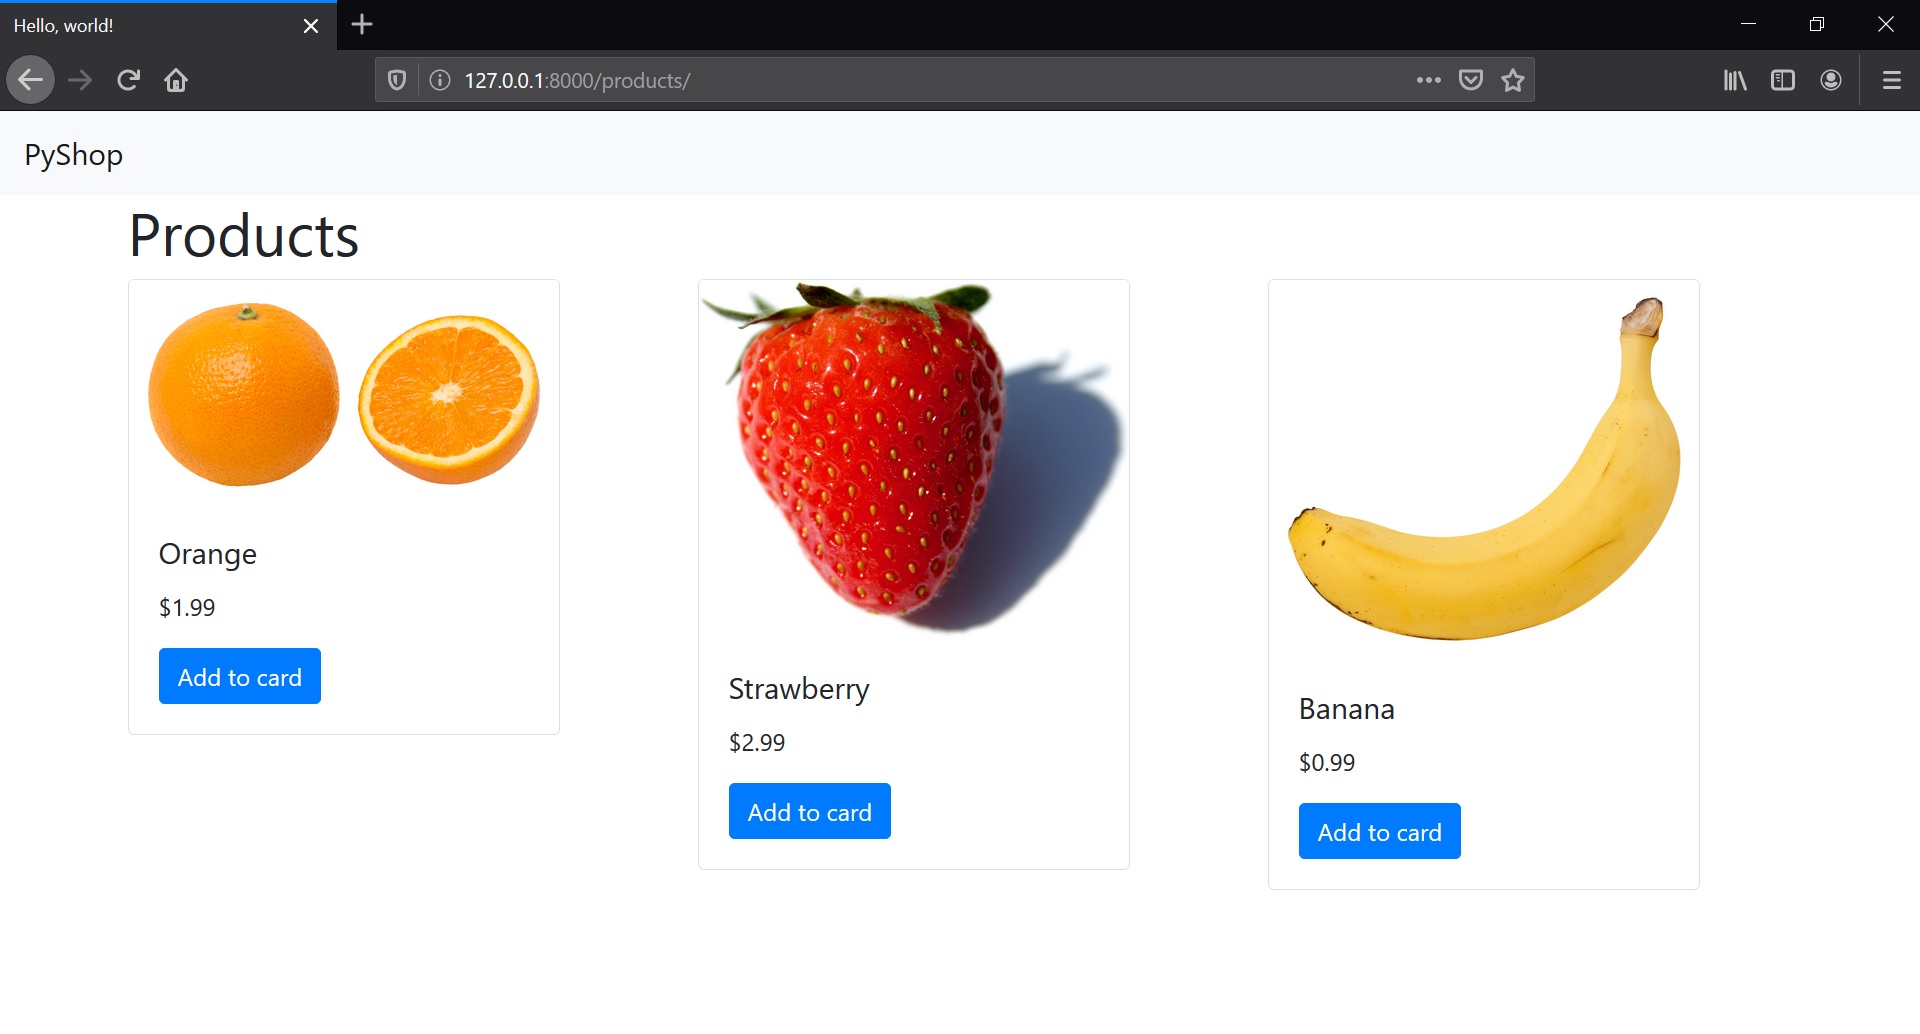 Hello, world!
127.0.0.1:8000/products/
PyShop
Products
Orange
$1.99
Add to card
Strawberry
$2.99
Add to card
Banana
$0.99
Add to card